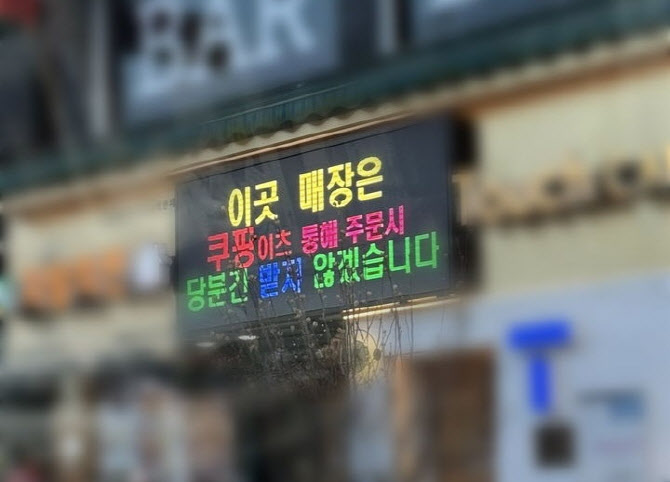 BAR
이곳 매장은
쿠팡이츠 통해 주문시
당분간 받지 않겠습니다
T